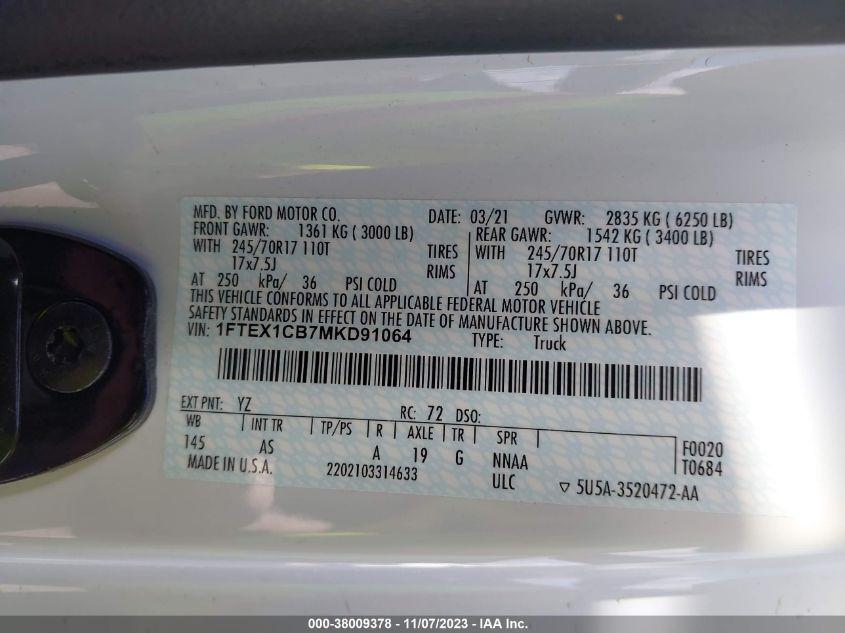 MFD. BY FORD MOTOR CO. DATE: 03/21 GVWR: 2835 KG ( 6250 LB)
FRONT GAWR: 1361 KG ( 3000 LB) REAR GAWR: 1542 KG ( 3400 LB)
WITH 245/70R17 110T TIRES WITH 245/70R17 110T TIRES
17x7.5J RIMS 17x7.5J RIMS
AT 250 kPa/ 36 PSI COLD AT 250 kPa/ 36 PSI COLD
THIS VEHICLE CONFORMS TO ALL APPLICABLE FEDERAL MOTOR VEHICLE
SAFETY STANDARDS IN EFFECT ON THE DATE OF MANUFACTURE SHOWN ABOVE.
VIN: 1FTEX1CB7MKD91064 TYPE: Truck
EXT PNT: YZ RC: 72 DSO:
WB INT TR TP/PS R AXLE TR SPR F0020
145 AS A 19 G NNAA T0684
MADE IN U.S.A. 2202103314633 ULC ▽ 5U5A-3520472-AA
000-38009378 - 11/07/2023 - IAA Inc.